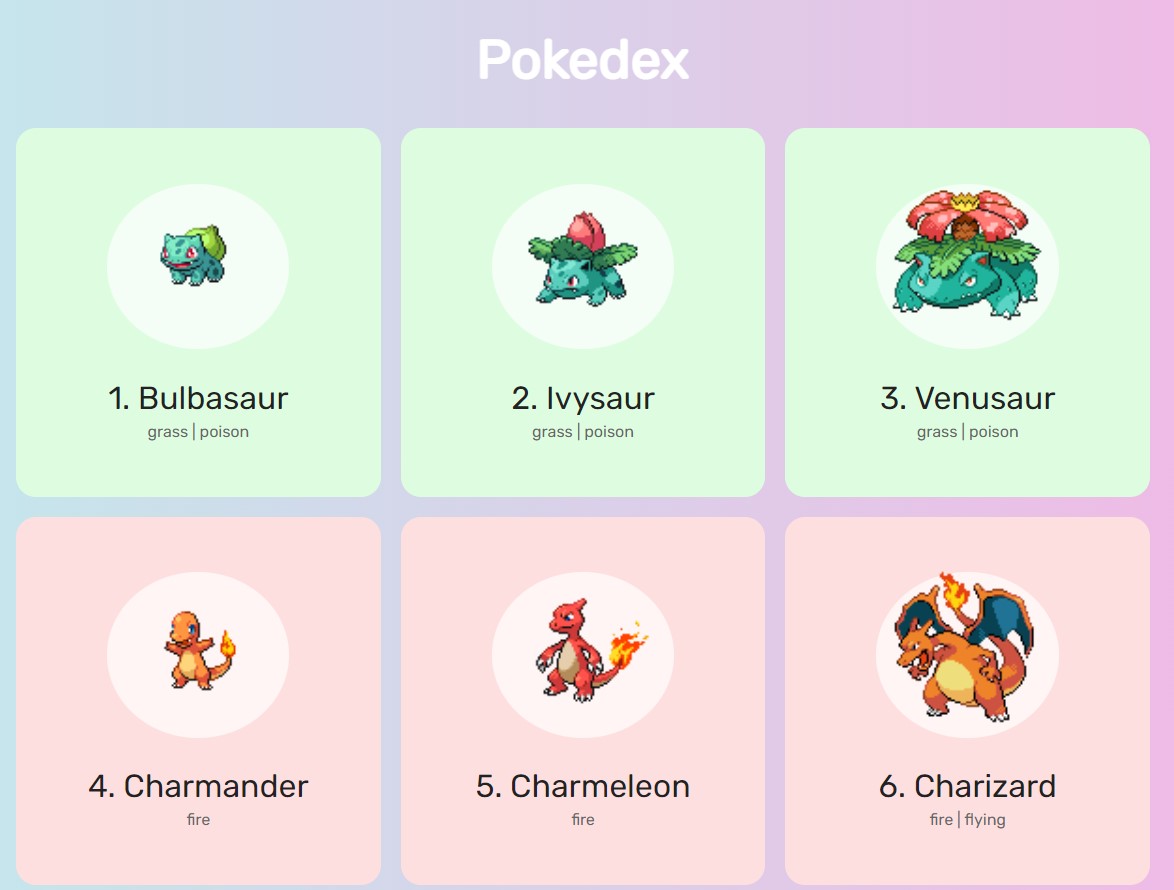 Pokedex
1. Bulbasaur
grass | poison
2. Ivysaur
grass | poison
3. Venusaur
grass | poison
4. Charmander
fire
5. Charmeleon
fire
6. Charizard
fire | flying